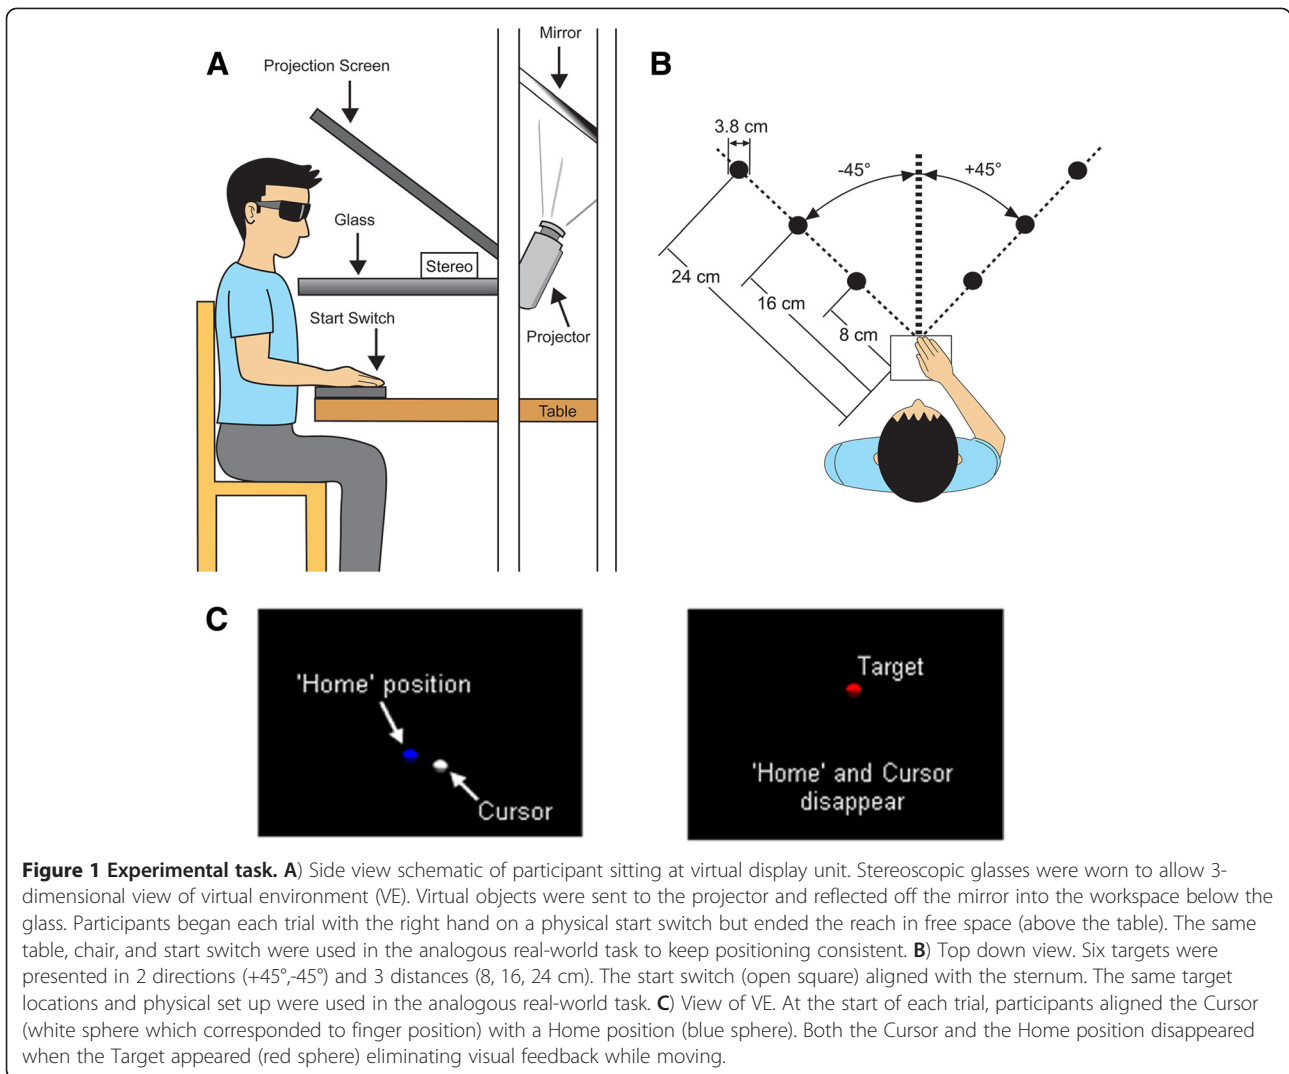 A
Projection Screen
Mirror
Glass
Stereo
Start Switch
Projector
Table
B
3.8 cm
-45°
+45°
24 cm
16 cm
8 cm
C
'Home' position
Cursor
Target
'Home' and Cursor
disappear
Figure 1 Experimental task. A) Side view schematic of participant sitting at virtual display unit. Stereoscopic glasses were worn to allow 3-
dimensional view of virtual environment (VE). Virtual objects were sent to the projector and reflected off the mirror into the workspace below the
glass. Participants began each trial with the right hand on a physical start switch but ended the reach in free space (above the table). The same
table, chair, and start switch were used in the analogous real-world task to keep positioning consistent. B) Top down view. Six targets were
presented in 2 directions (+45°,-45°) and 3 distances (8, 16, 24 cm). The start switch (open square) aligned with the sternum. The same target
locations and physical set up were used in the analogous real-world task. C) View of VE. At the start of each trial, participants aligned the Cursor
(white sphere which corresponded to finger position) with a Home position (blue sphere). Both the Cursor and the Home position disappeared
when the Target appeared (red sphere) eliminating visual feedback while moving.